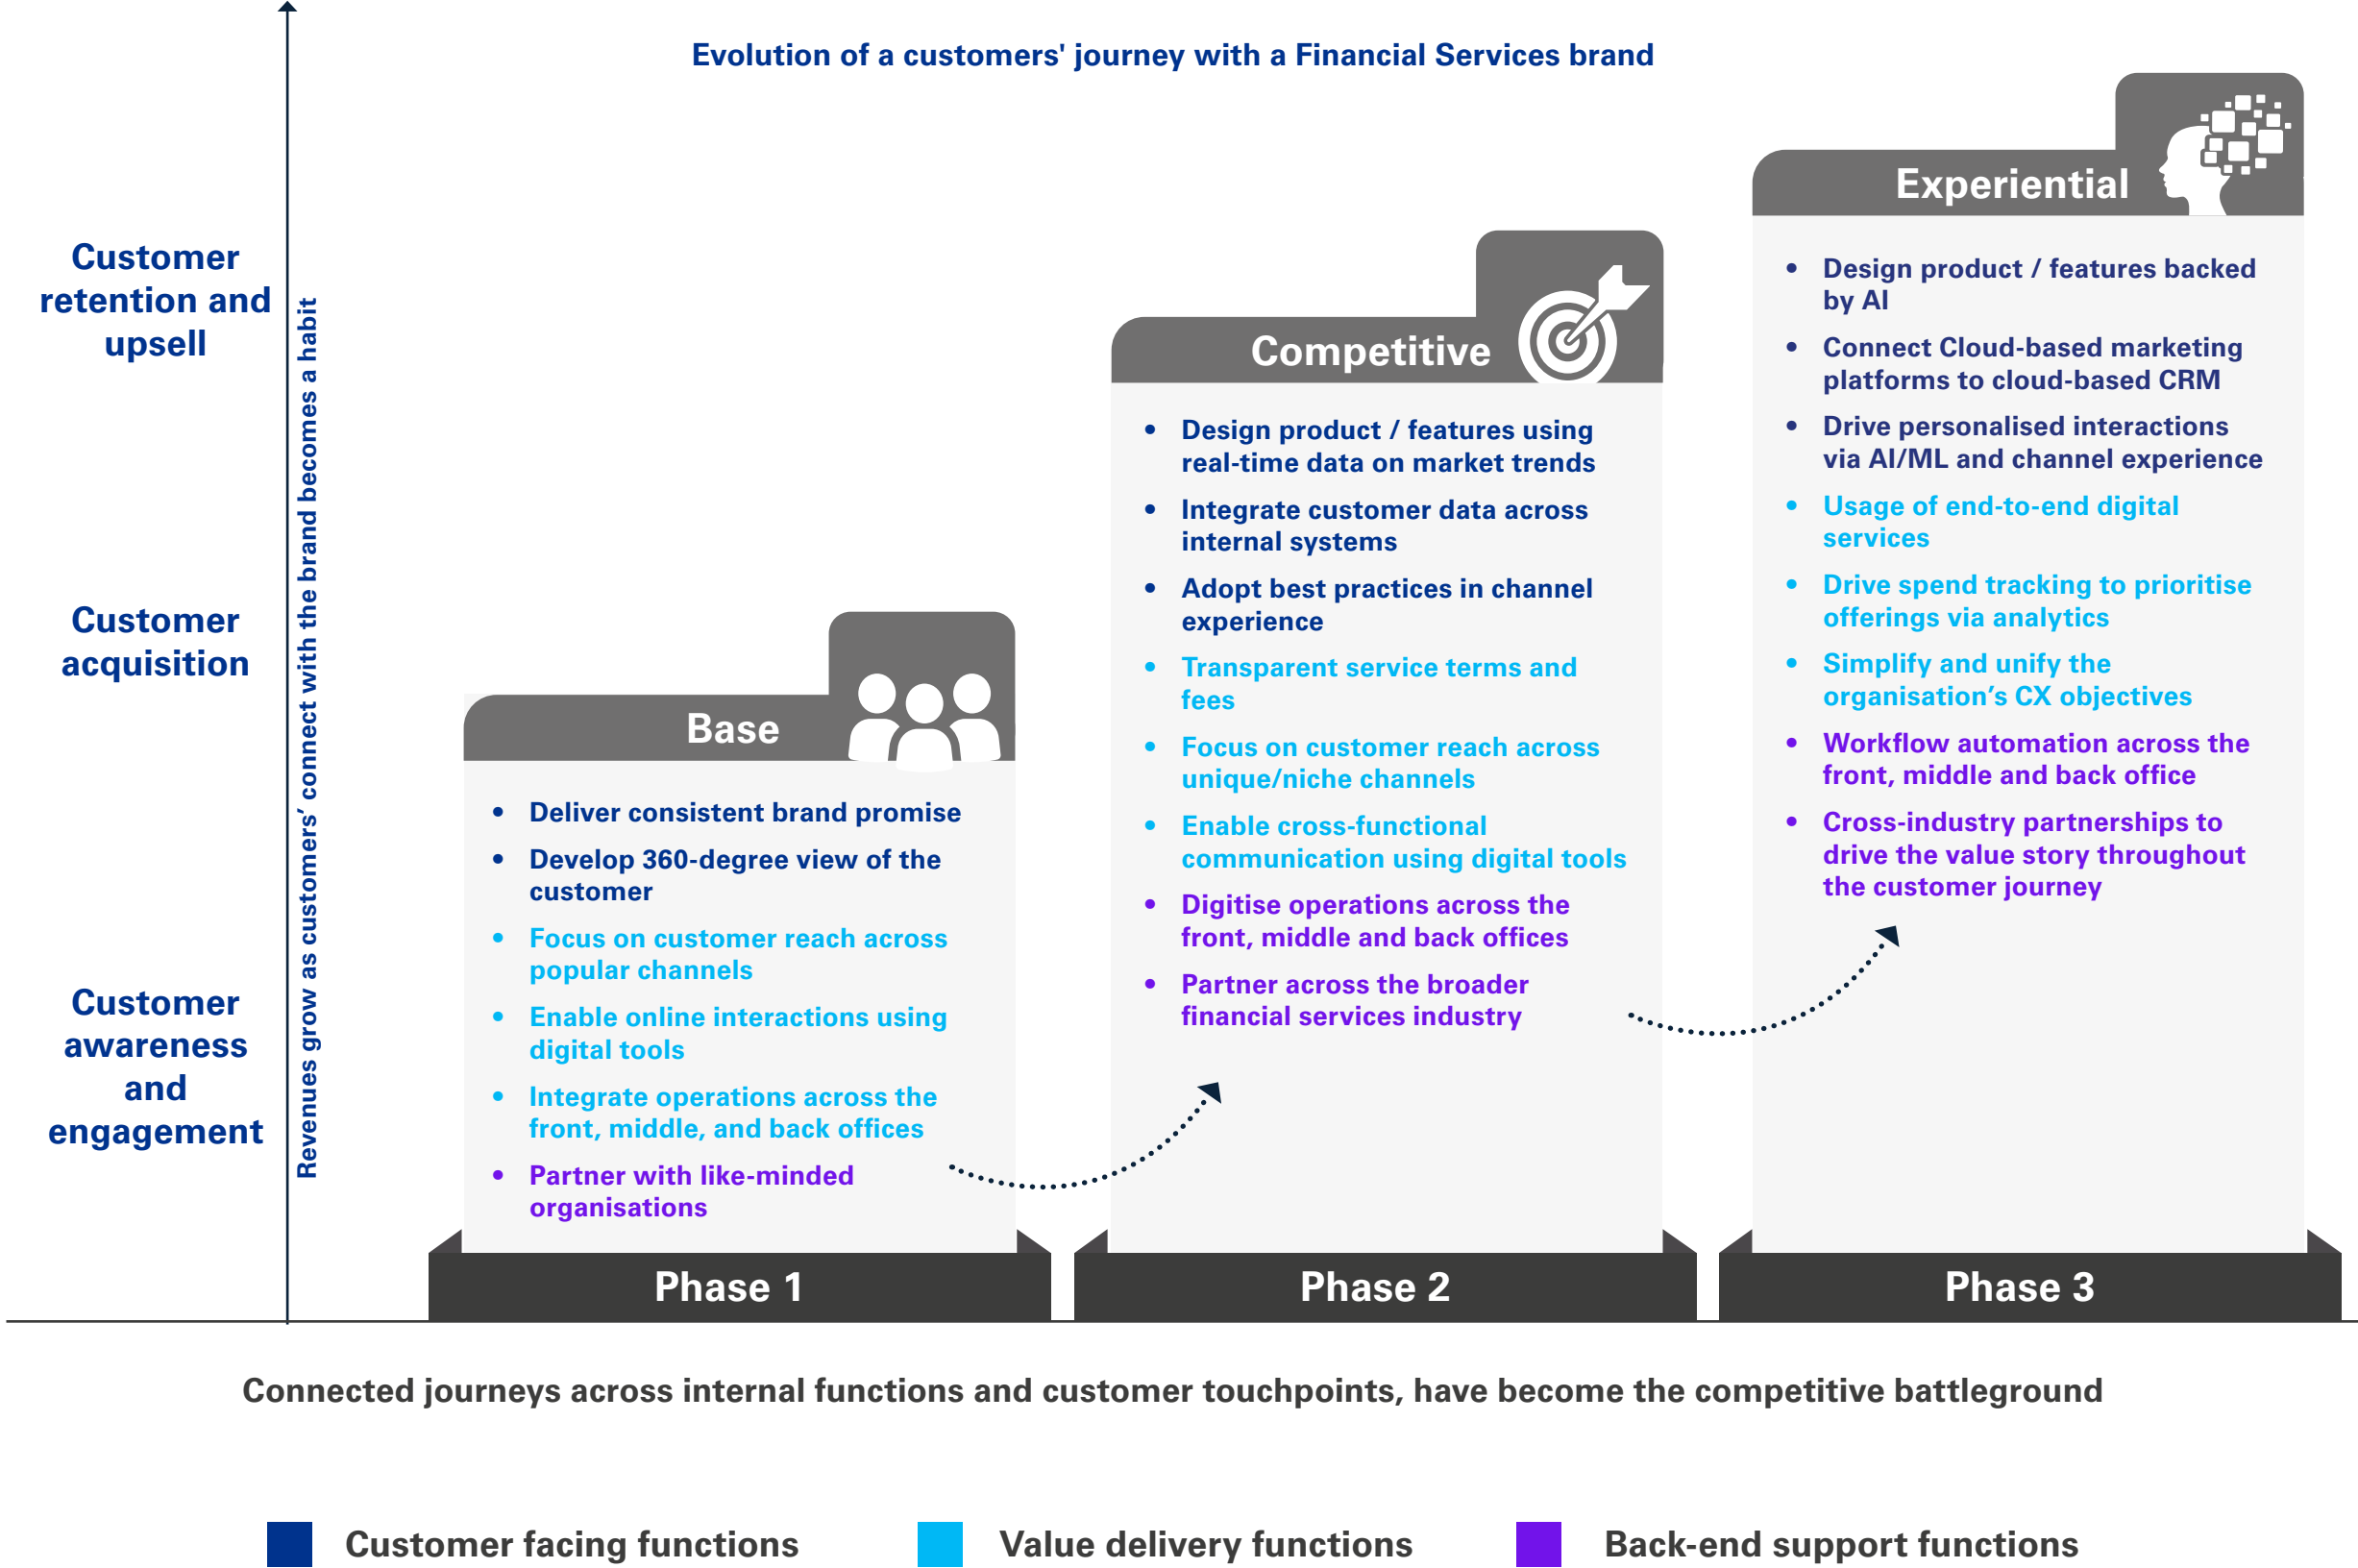 Evolution of a customers' journey with a Financial Services brand
Customer
retention and
upsell
Customer
acquisition
Customer
awareness
and
engagement
Revenues grow as customers’ connect with the brand becomes a habit
Base
• Deliver consistent brand promise
• Develop 360-degree view of the
customer
• Focus on customer reach across
popular channels
• Enable online interactions using
digital tools
• Integrate operations across the
front, middle, and back offices
• Partner with like-minded
organisations
Phase 1
Competitive
• Design product / features using
real-time data on market trends
• Integrate customer data across
internal systems
• Adopt best practices in channel
experience
• Transparent service terms and
fees
• Focus on customer reach across
unique/niche channels
• Enable cross-functional
communication using digital tools
• Digitise operations across the
front, middle and back offices
• Partner across the broader
financial services industry
Phase 2
Experiential
• Design product / features backed
by AI
• Connect Cloud-based marketing
platforms to cloud-based CRM
• Drive personalised interactions
via AI/ML and channel experience
• Usage of end-to-end digital
services
• Drive spend tracking to prioritise
offerings via analytics
• Simplify and unify the
organisation’s CX objectives
• Workflow automation across the
front, middle and back office
• Cross-industry partnerships to
drive the value story throughout
the customer journey
Phase 3
Connected journeys across internal functions and customer touchpoints, have become the competitive battleground
Customer facing functions
Value delivery functions
Back-end support functions